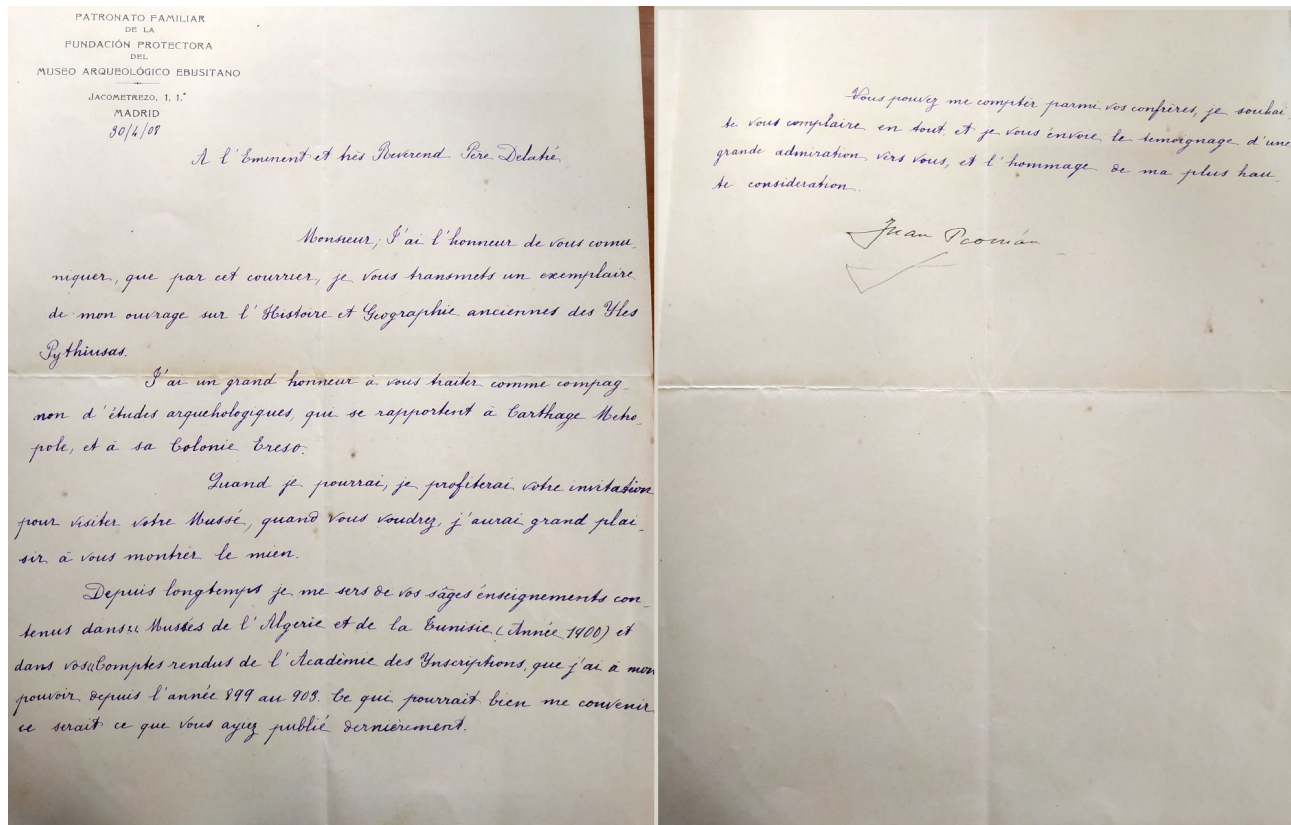 PATRONATO FAMILIAR
DE LA
FUNDACIÓN PROTECTORA
DEL
MUSEO ARQUEOLÓGICO EBUSITANO
JACOMETREZO, 1, 1.°
MADRID
30/4/08
A l'Eminent et très Reverend Père Delatré
Monsieur; J'ai l'honneur de vous comu-
niquer, que par cet courrier, je vous transmets un exemplaire
de mon ouvrage sur l'Histoire et Geographie anciennes des Yles
Pythiusas.
J'ai un grand honneur à vous traiter comme compag-
non d'études arquehologiques, qui se rapportent à Carthage Metro-
pole, et à sa Colonie Ereso.
Quand je pourrai, je profiterai votre invitation
pour visiter votre Mussé, quand vous voudrez, j'aurai grand plai-
sir à vous montrer le mien.
Depuis longtemps je me sers de vos sâges énseignements con-
tenus dans Musées de l'Algerie et de la Tunisie (Année 1900) et
dans vos Comptes rendus de l'Acadèmie des Ynscriptions, que j'ai à mon
pouvoir depuis l'année 899 au 903. Ce qui pourrait bien me convenir
ce serait ce que vous ayiez publié dernièrement.
Vous pouvez me compter parmi vos confrères, je souhai-
te vous complaire en tout, et je vous énvoie le temorgnage d'une
grande admiration vers vous, et l'hommage de ma plus hau-
te consideration.
Juan Román